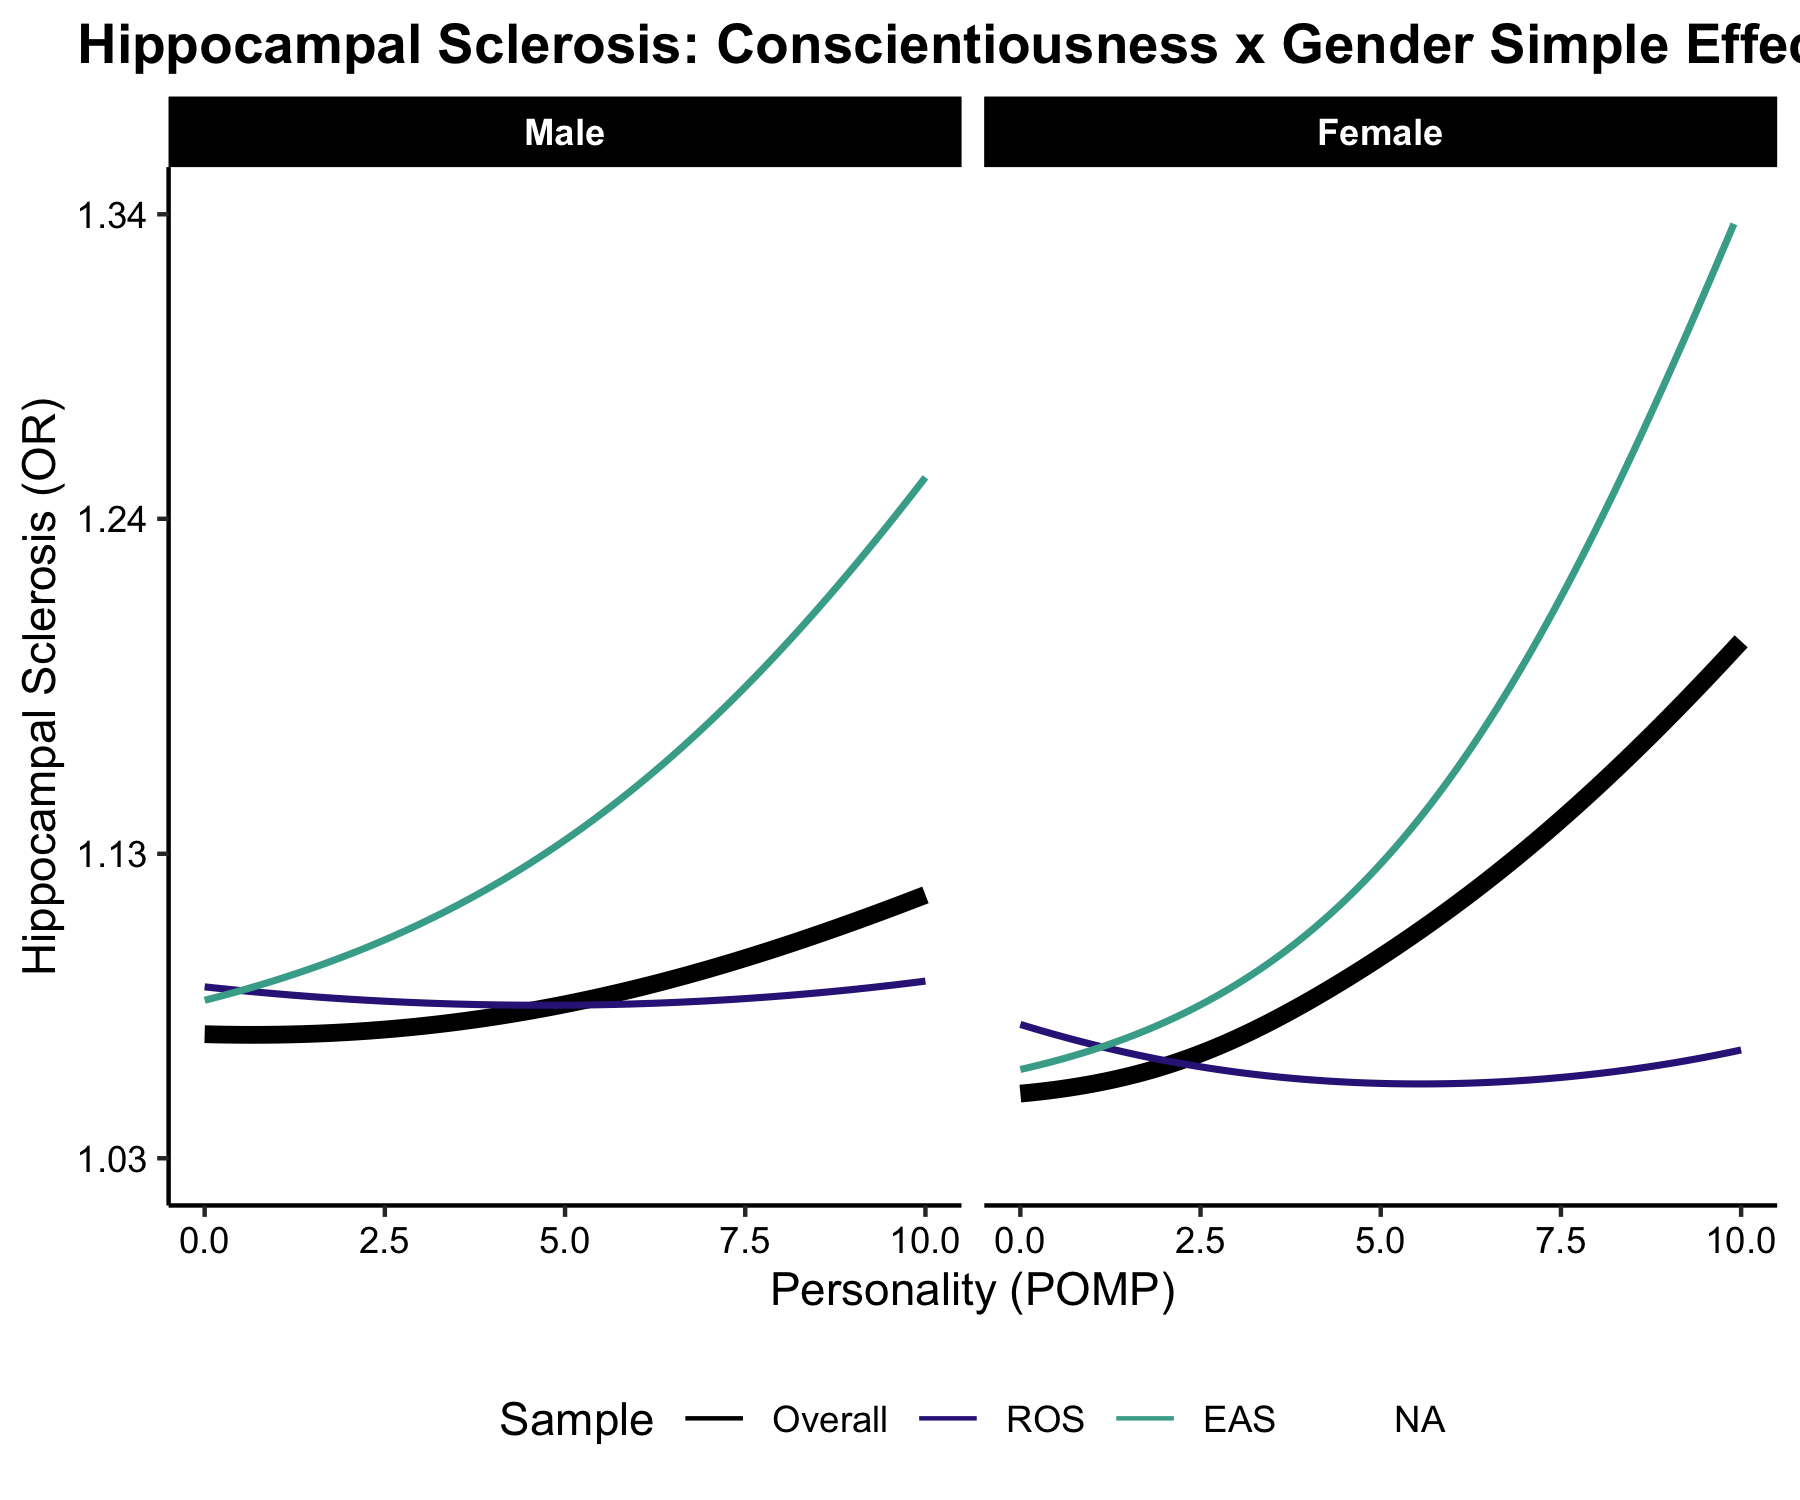 Hippocampal Sclerosis: Conscientiousness x Gender Simple Effec
Male Female
Hippocampal Sclerosis (OR)
1.34
1.24
1.13
1.03
0.0 2.5 5.0 7.5 10.0 0.0 2.5 5.0 7.5 10.0
Personality (POMP)
Sample Overall ROS EAS NA